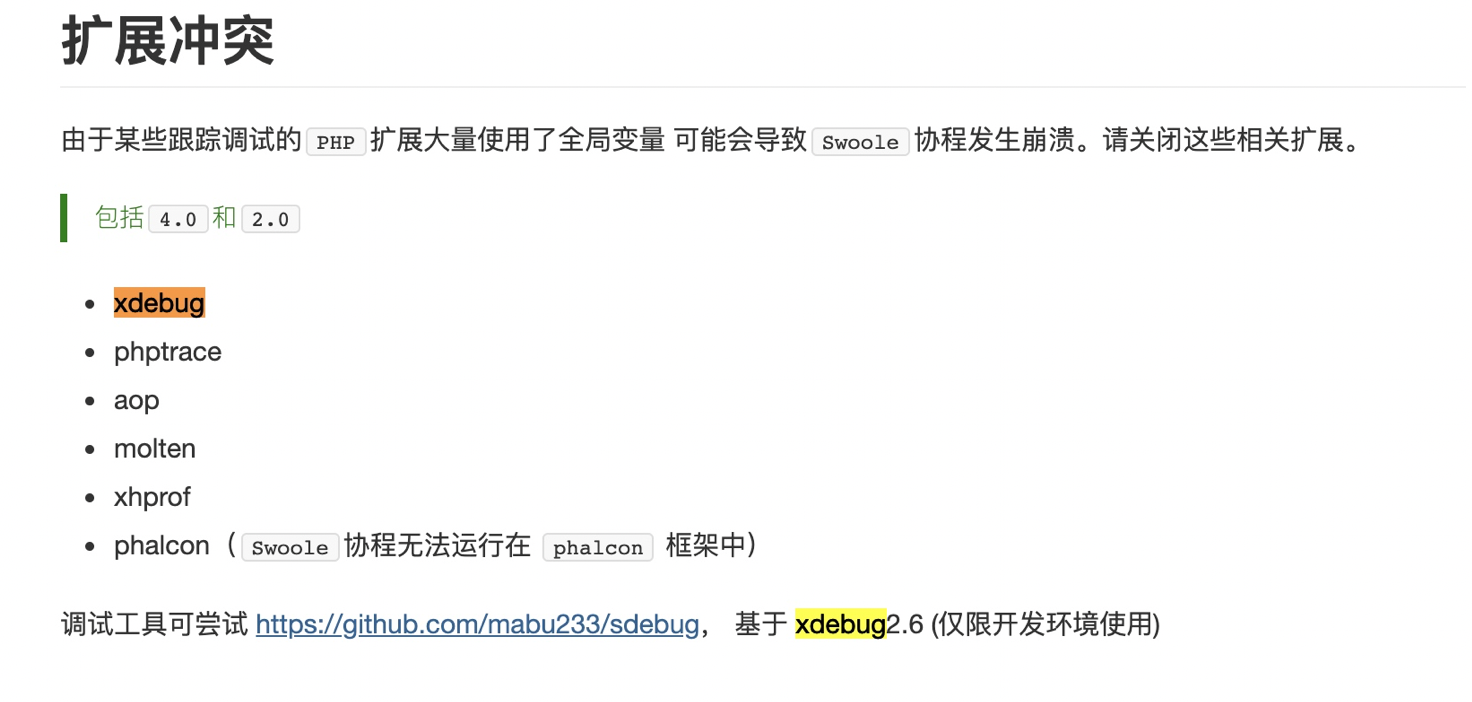 扩展冲突
由于某些跟踪调试的 PHP 扩展大量使用了全局变量 可能会导致 Swoole 协程发生崩溃。请关闭这些相关扩展。
包括 4.0 和 2.0
• xdebug
• phptrace
• aop
• molten
• xhprof
• phalcon（ Swoole 协程无法运行在 phalcon 框架中）
调试工具可尝试 https://github.com/mabu233/sdebug， 基于 xdebug2.6 (仅限开发环境使用)